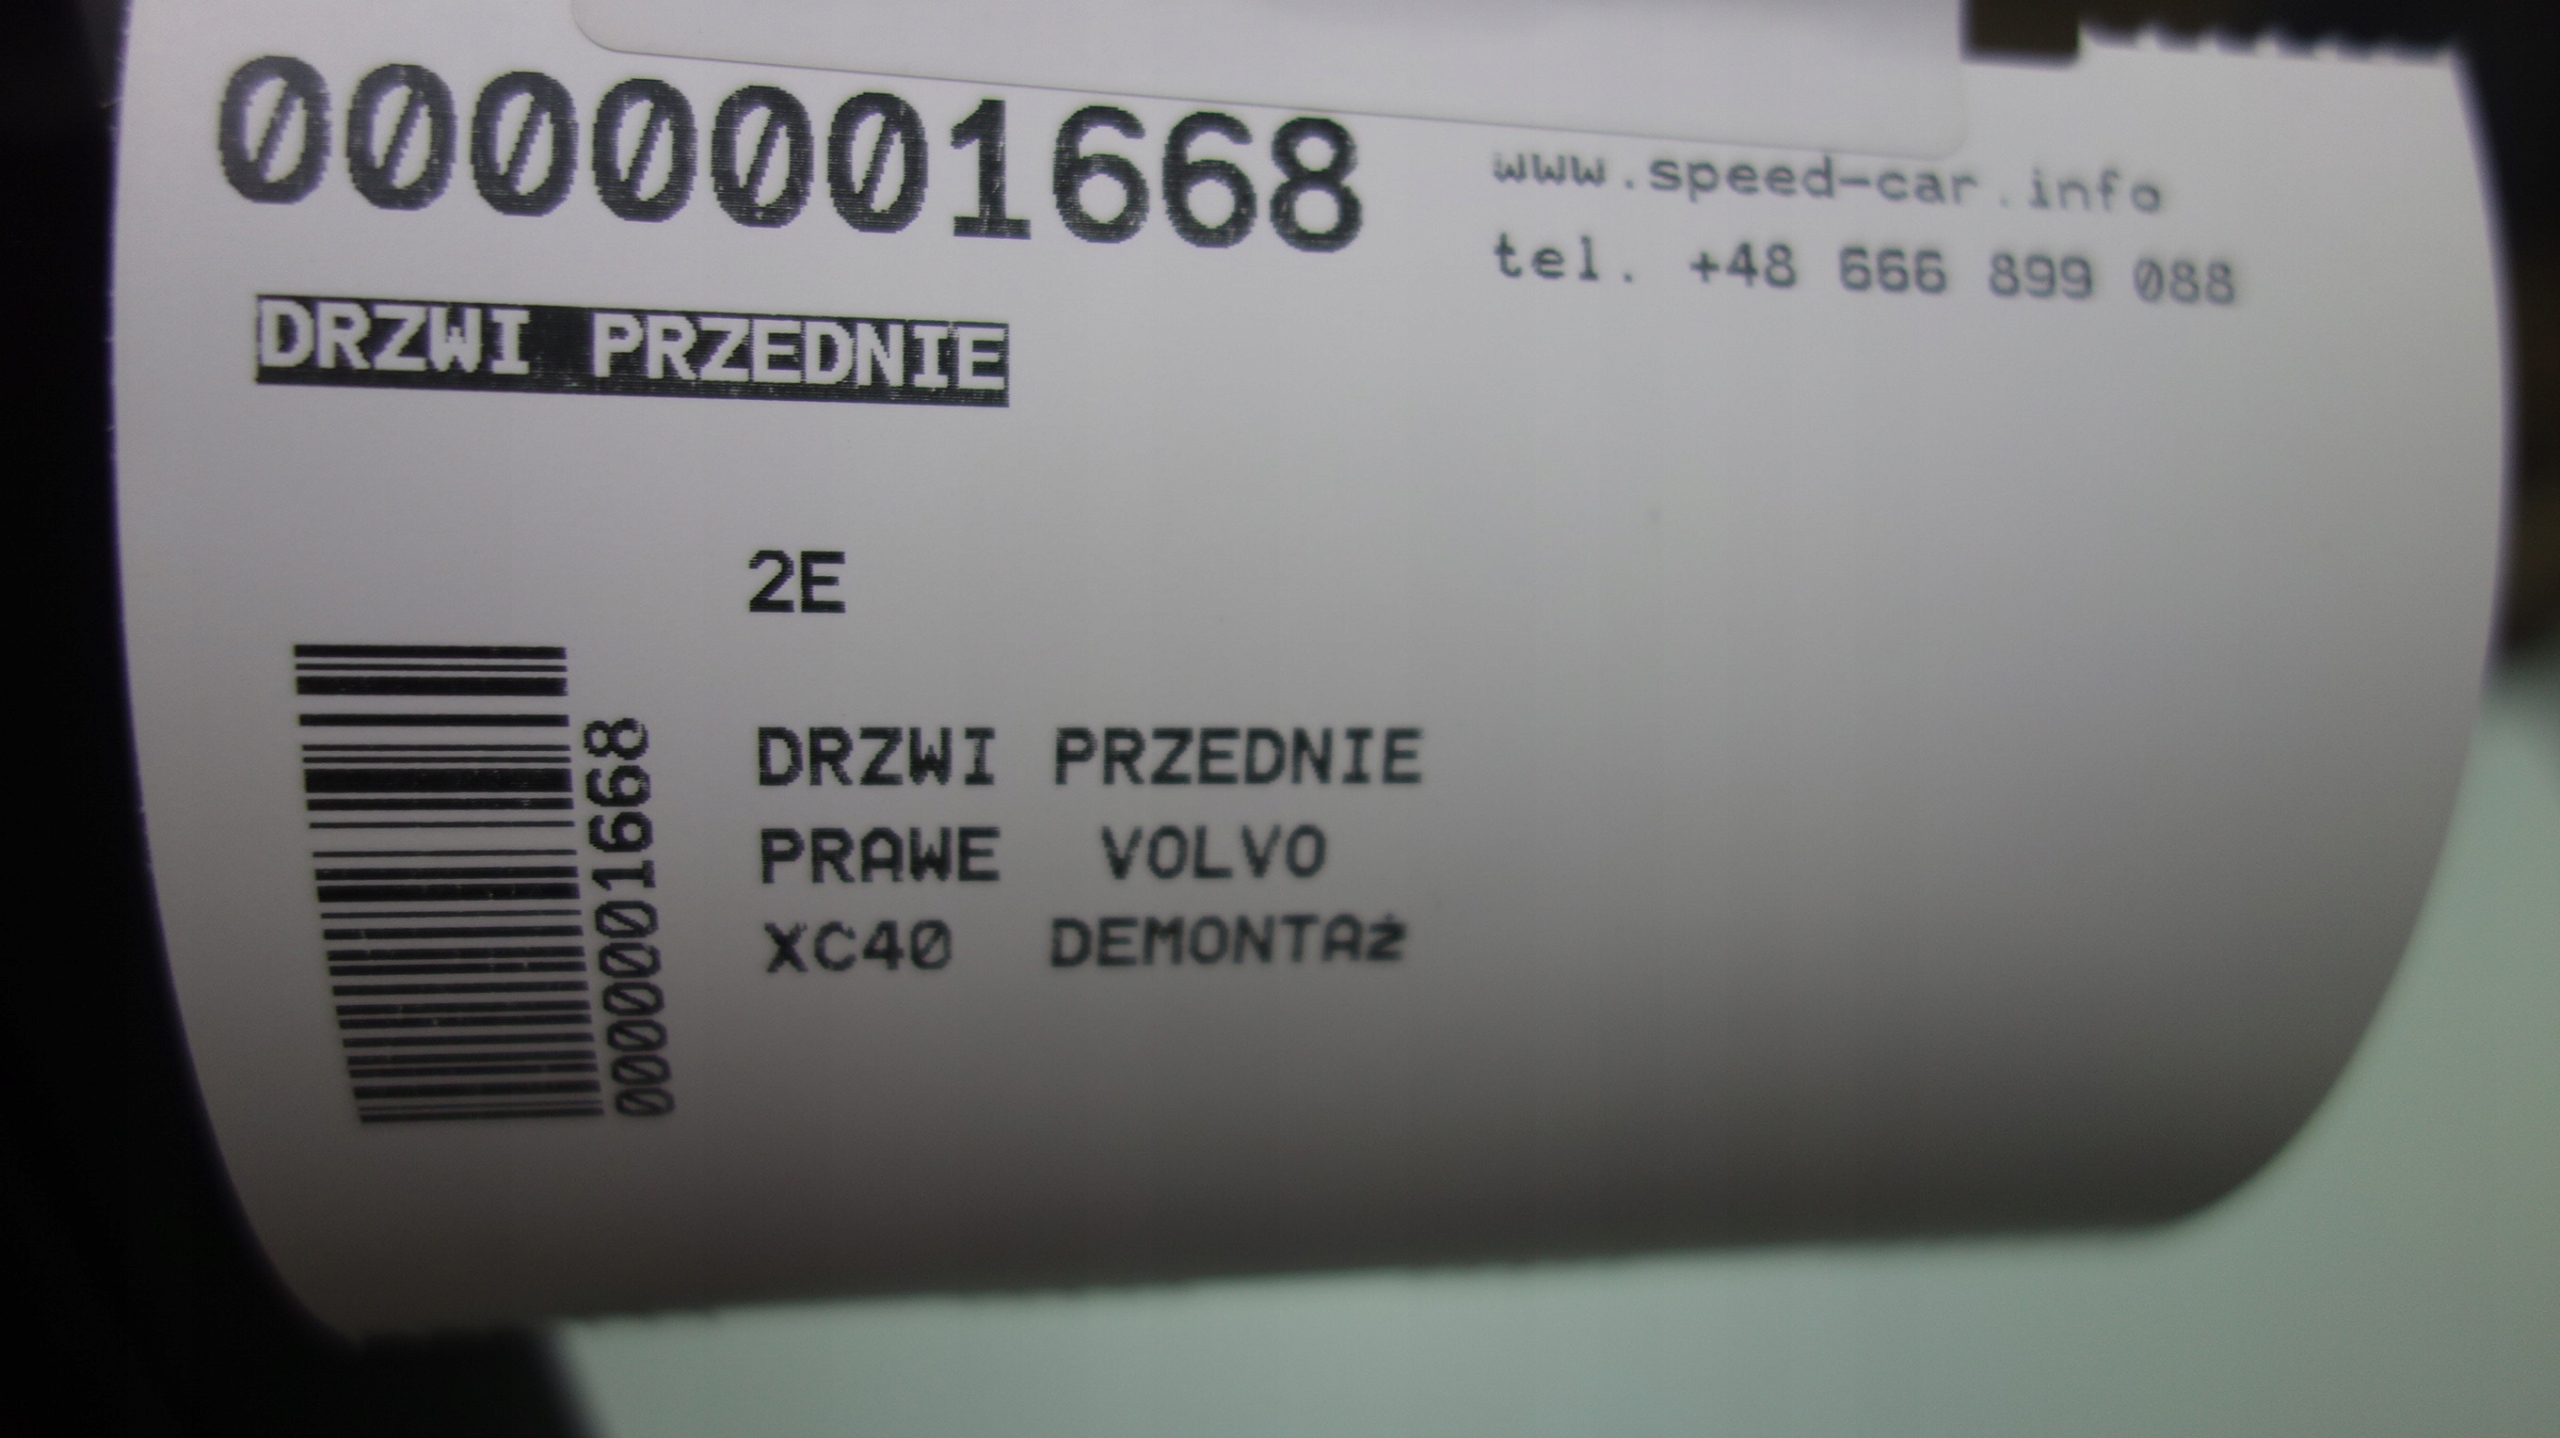 0000001668
www.speed-car.info
tel. +48 666 899 088
DRZWI PRZEDNIE
2E
0000001668
DRZWI PRZEDNIE
PRAWE VOLVO
XC40 DEMONTAż